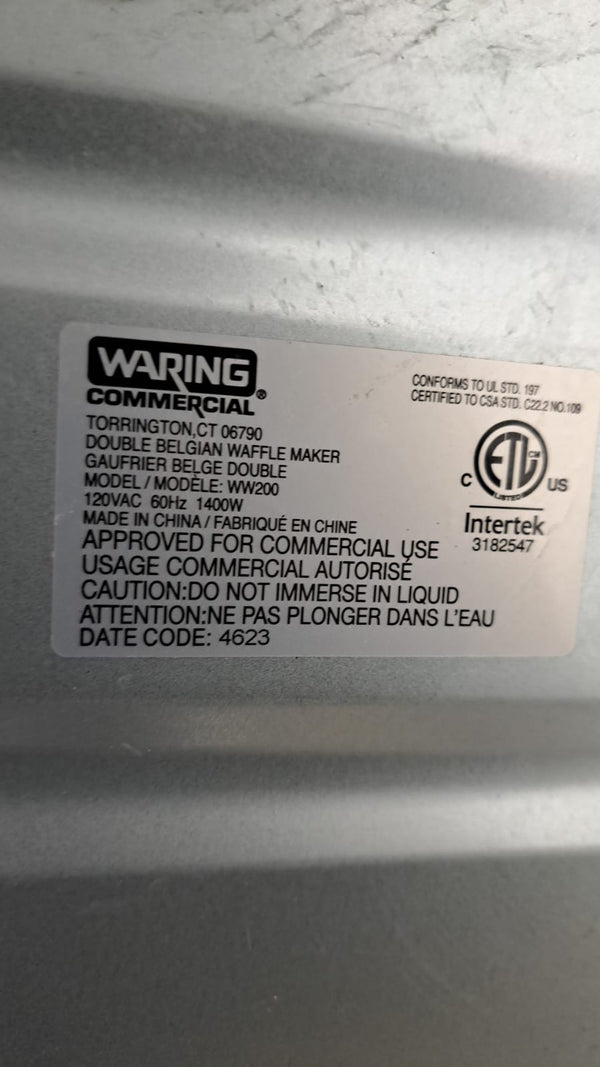 WARING
COMMERCIAL®
TORRINGTON,CT 06790
DOUBLE BELGIAN WAFFLE MAKER
GAUFRIER BELGE DOUBLE
MODEL / MODÈLE: WW200
120VAC 60Hz 1400W
MADE IN CHINA / FABRIQUÉ EN CHINE
APPROVED FOR COMMERCIAL USE
USAGE COMMERCIAL AUTORISÉ
CAUTION:DO NOT IMMERSE IN LIQUID
ATTENTION:NE PAS PLONGER DANS L'EAU
DATE CODE: 4623
CONFORMS TO UL STD. 197
CERTIFIED TO CSA STD. C22.2 NO.109
ETL CM
LISTED
C US
Intertek
3182547